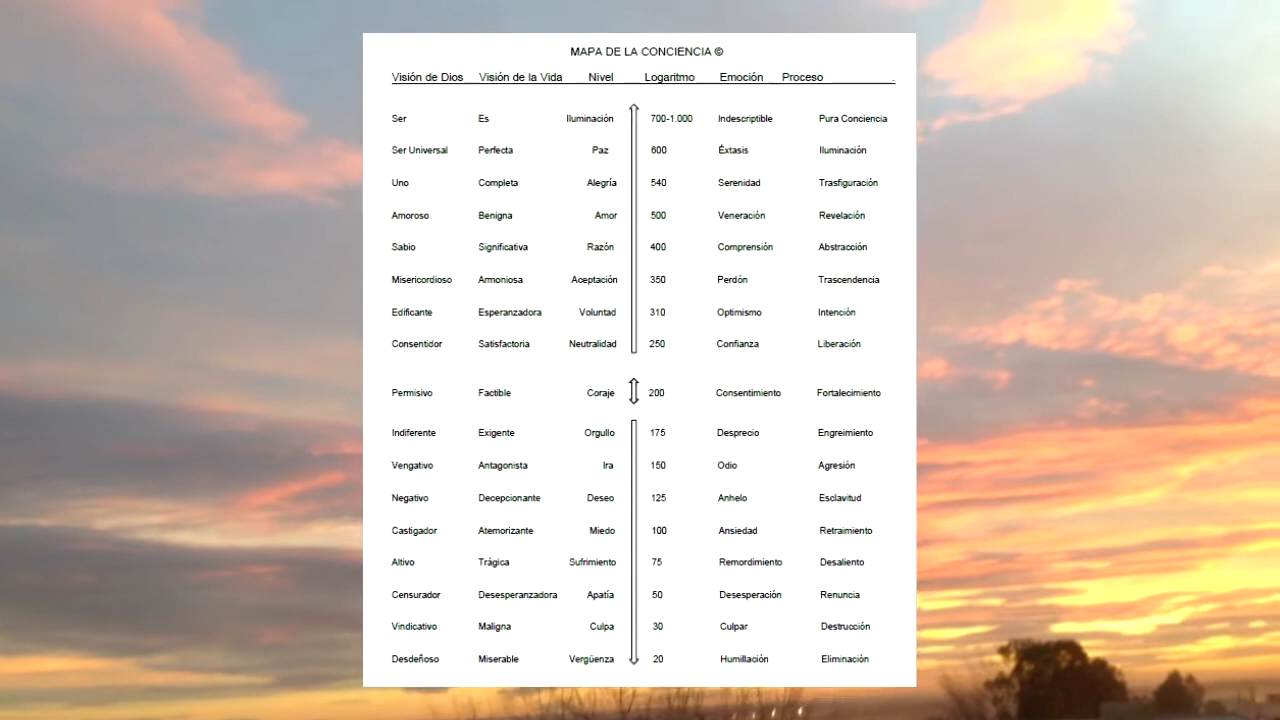 MAPA DE LA CONCIENCIA ©
Visión de Dios Visión de la Vida Nivel Logaritmo Emoción Proceso .
Ser Es Iluminación 700-1.000 Indescriptible Pura Conciencia
Ser Universal Perfecta Paz 600 Éxtasis Iluminación
Uno Completa Alegría 540 Serenidad Trasfiguración
Amoroso Benigna Amor 500 Veneración Revelación
Sabio Significativa Razón 400 Comprensión Abstracción
Misericordioso Armoniosa Aceptación 350 Perdón Trascendencia
Edificante Esperanzadora Voluntad 310 Optimismo Intención
Consentidor Satisfactoria Neutralidad 250 Confianza Liberación
Permisivo Factible Coraje 200 Consentimiento Fortalecimiento
Indiferente Exigente Orgullo 175 Desprecio Engreimiento
Vengativo Antagonista Ira 150 Odio Agresión
Negativo Decepcionante Deseo 125 Anhelo Esclavitud
Castigador Atemorizante Miedo 100 Ansiedad Retraimiento
Altivo Trágica Sufrimiento 75 Remordimiento Desaliento
Censurador Desesperanzadora Apatía 50 Desesperación Renuncia
Vindicativo Maligna Culpa 30 Culpar Destrucción
Desdeñoso Miserable Vergüenza 20 Humillación Eliminación